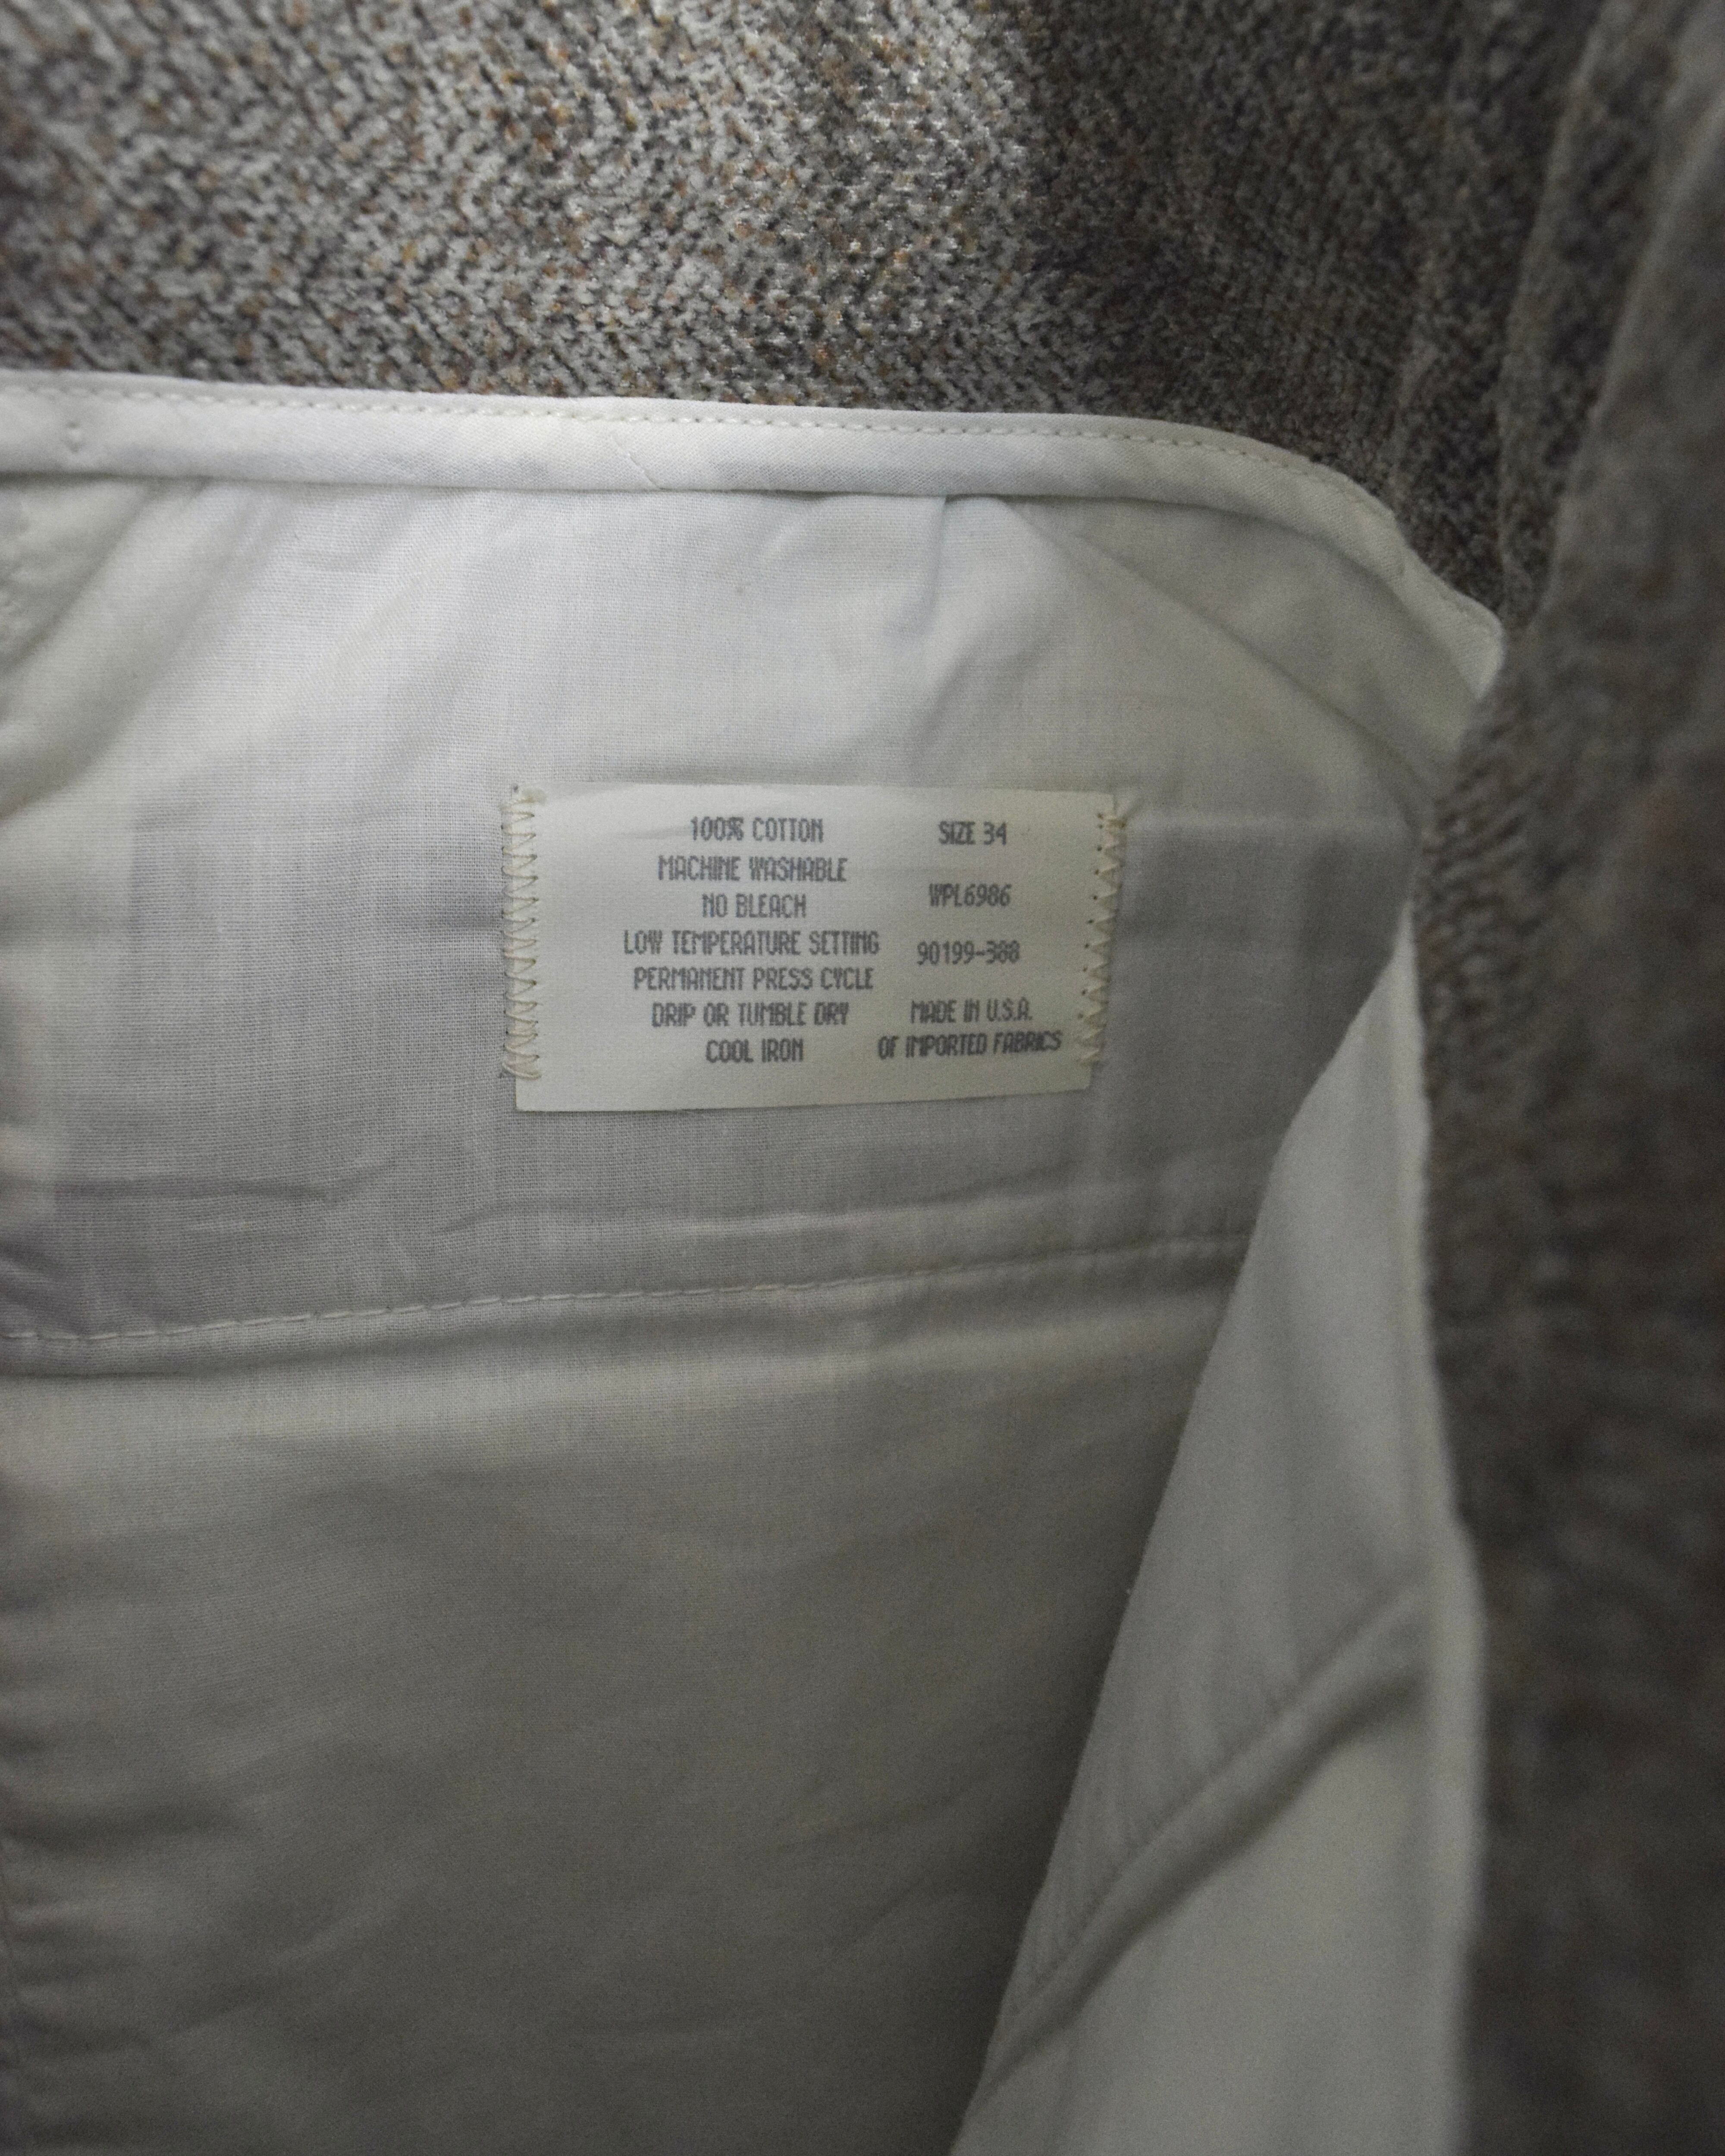 100% COTTON
MACHINE WASHABLE
NO BLEACH
LOW TEMPERATURE SETTING
PERMANENT PRESS CYCLE
DRIP OR TUMBLE DRY
COOL IRON
SIZE 34
WPL6986
90199-388
MADE IN U.S.A.
OF IMPORTED FABRICS